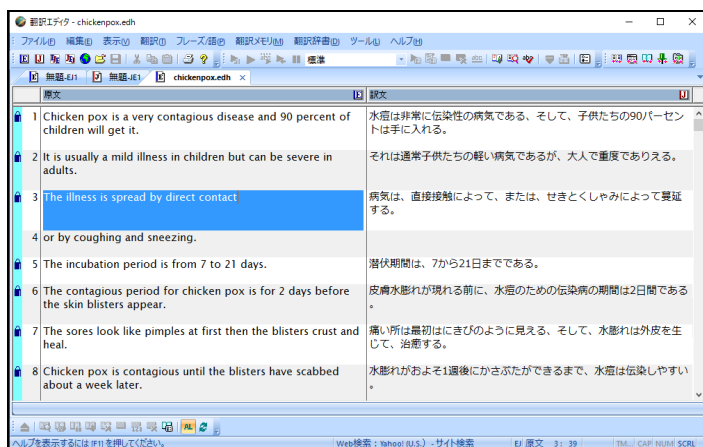 翻訳エディタ - chickenpox.edh
ファイル(F) 編集(E) 表示(V) 翻訳(T) フレーズ/語(P) 翻訳メモリ(M) 翻訳辞書(D) ツール(L) ヘルプ(H)
標準
無題-EJ1 無題-JE1 chickenpox.edh ×
原文 E 訳文 J
1 Chicken pox is a very contagious disease and 90 percent of
children will get it.
水痘は非常に伝染性の病気である、そして、子供たちの90パーセン
トは手に入れる。
2 It is usually a mild illness in children but can be severe in
adults.
それは通常子供たちの軽い病気であるが、大人で重度でありえる。
3 The illness is spread by direct contact
病気は、直接接触によって、または、せきとくしゃみによって蔓延
する。
4 or by coughing and sneezing.
5 The incubation period is from 7 to 21 days.
潜伏期間は、7から21日までである。
6 The contagious period for chicken pox is for 2 days before
the skin blisters appear.
皮膚水膨れが現れる前に、水痘のための伝染病の期間は2日間である
。
7 The sores look like pimples at first then the blisters crust and
heal.
痛い所は最初はにきびのように見える、そして、水膨れは外皮を生
じて、治癒する。
8 Chicken pox is contagious until the blisters have scabbed
about a week later.
水膨れがおよそ1週後にかさぶたができるまで、水痘は伝染しやすい
。
AL
ヘルプを表示するには [F1] を押してください。 Web検索 : Yahoo! (U.S.) - サイト検索 EJ 原文 3: 39 TM... CAP NUM SCRL